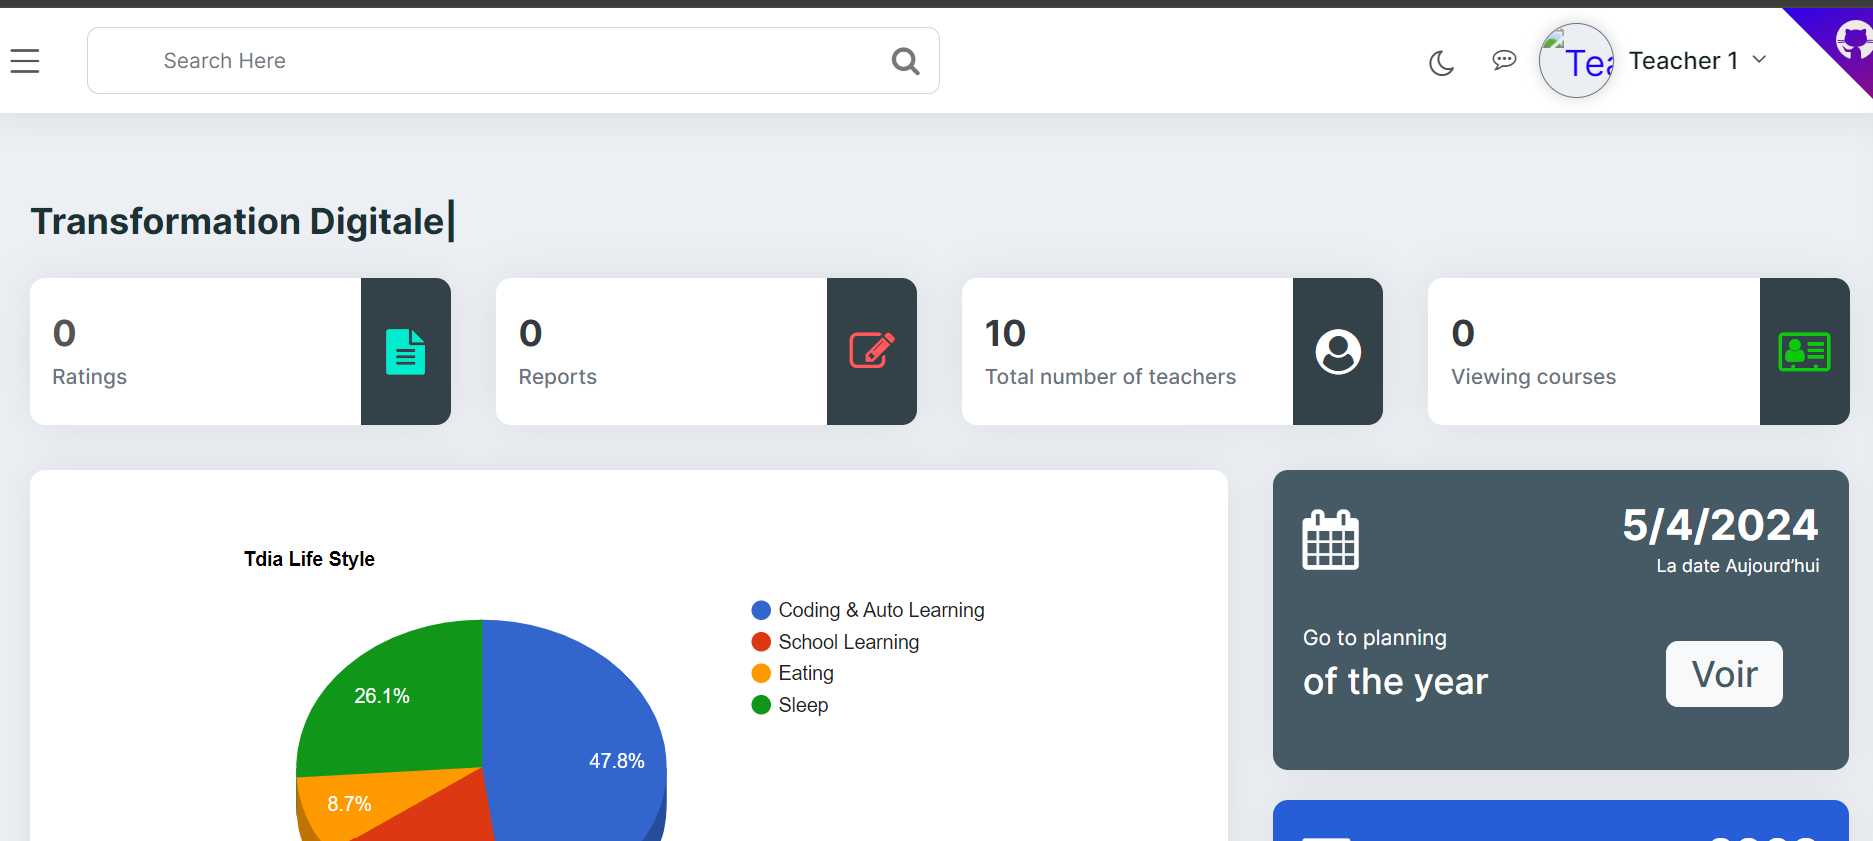 Search Here
Tea
Teacher 1
Transformation Digitale
0
Ratings
0
Reports
10
Total number of teachers
0
Viewing courses
Tdia Life Style
Coding & Auto Learning
School Learning
Eating
Sleep
26.1%
47.8%
8.7%
5/4/2024
La date Aujourd’hui
Go to planning
of the year
Voir